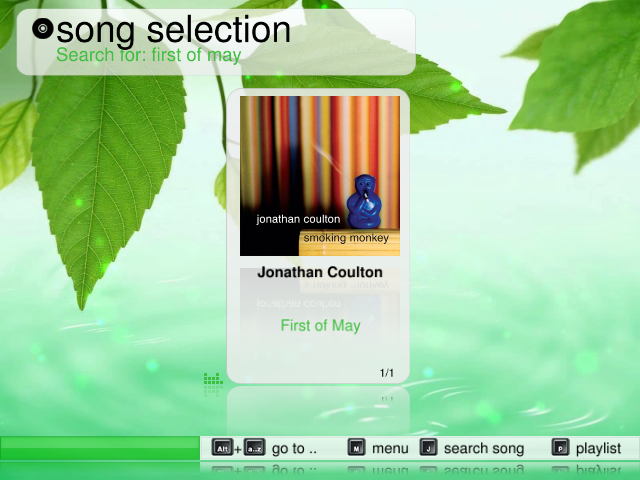 song selection
Search for: first of may
jonathan coulton
smoking monkey
Jonathan Coulton
First of May
1/1
Alt + a..z go to .. M menu J search song P playlist